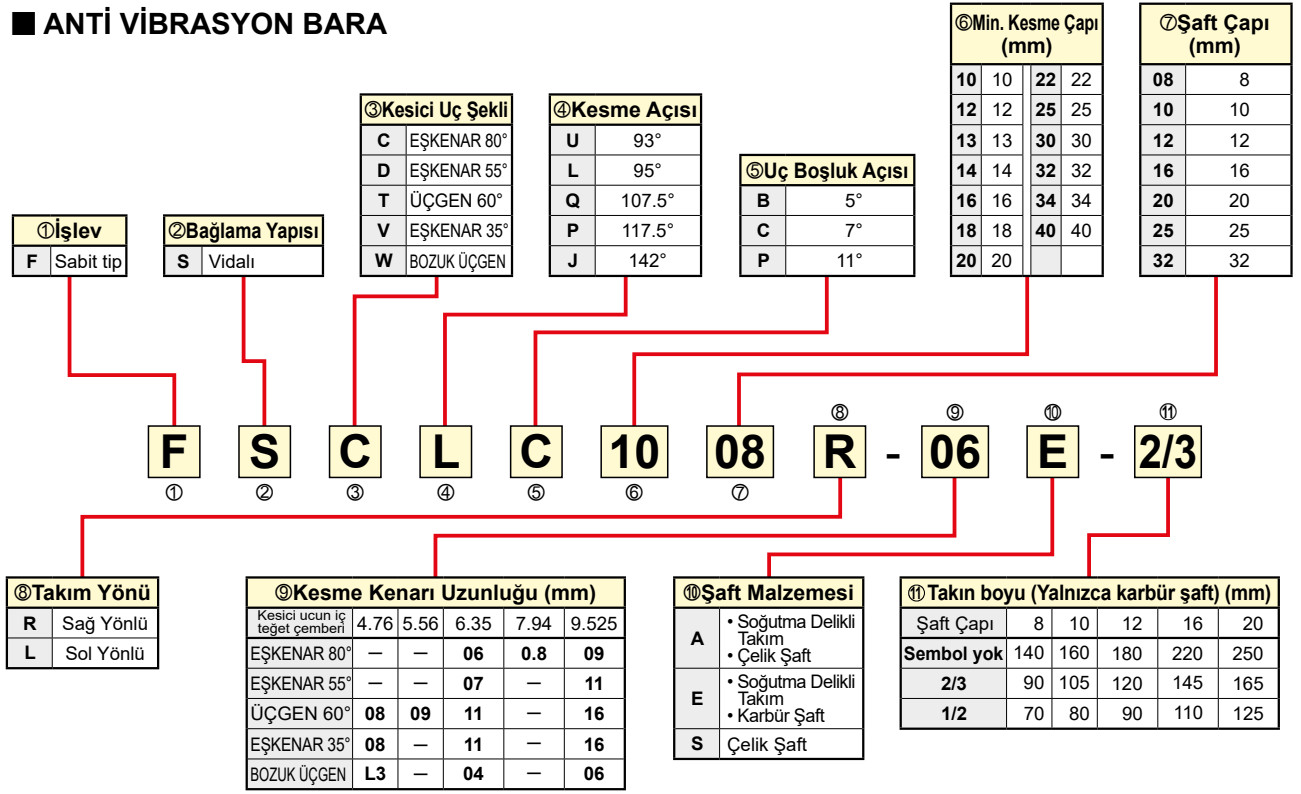 ■ ANTİ VİBRASYON BARA
①İşlev
F Sabit tip
②Bağlama Yapısı
S Vidalı
③Kesici Uç Şekli
C EŞKENAR 80°
D EŞKENAR 55°
T ÜÇGEN 60°
V EŞKENAR 35°
W BOZUK ÜÇGEN
④Kesme Açısı
U 93°
L 95°
Q 107.5°
P 117.5°
J 142°
⑤Uç Boşluk Açısı
B 5°
C 7°
P 11°
⑥Min. Kesme Çapı
(mm)
10 10 22 22
12 12 25 25
13 13 30 30
14 14 32 32
16 16 34 34
18 18 40 40
20 20
⑦Şaft Çapı
(mm)
08 8
10 10
12 12
16 16
20 20
25 25
32 32
⑧ ⑨ ⑩ ⑪
F S C L C 10 08 R - 06 E - 2/3
① ② ③ ④ ⑤ ⑥ ⑦
⑧Takım Yönü
R Sağ Yönlü
L Sol Yönlü
⑨Kesme Kenarı Uzunluğu (mm)
Kesici ucun iç
teğet çemberi 4.76 5.56 6.35 7.94 9.525
EŞKENAR 80° — — 06 0.8 09
EŞKENAR 55° — — 07 — 11
ÜÇGEN 60° 08 09 11 — 16
EŞKENAR 35° 08 — 11 — 16
BOZUK ÜÇGEN L3 — 04 — 06
⑩Şaft Malzemesi
A • Soğutma Delikli
Takım
• Çelik Şaft
E • Soğutma Delikli
Takım
• Karbür Şaft
S Çelik Şaft
⑪Takın boyu (Yalnızca karbür şaft) (mm)
Şaft Çapı 8 10 12 16 20
Sembol yok 140 160 180 220 250
2/3 90 105 120 145 165
1/2 70 80 90 110 125